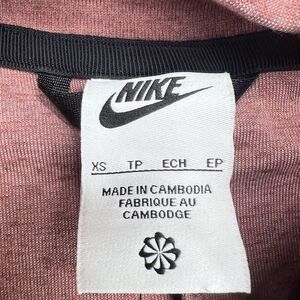 NIKE
XS TP ECH EP
MADE IN CAMBODIA
FABRIQUE AU
CAMBODGE